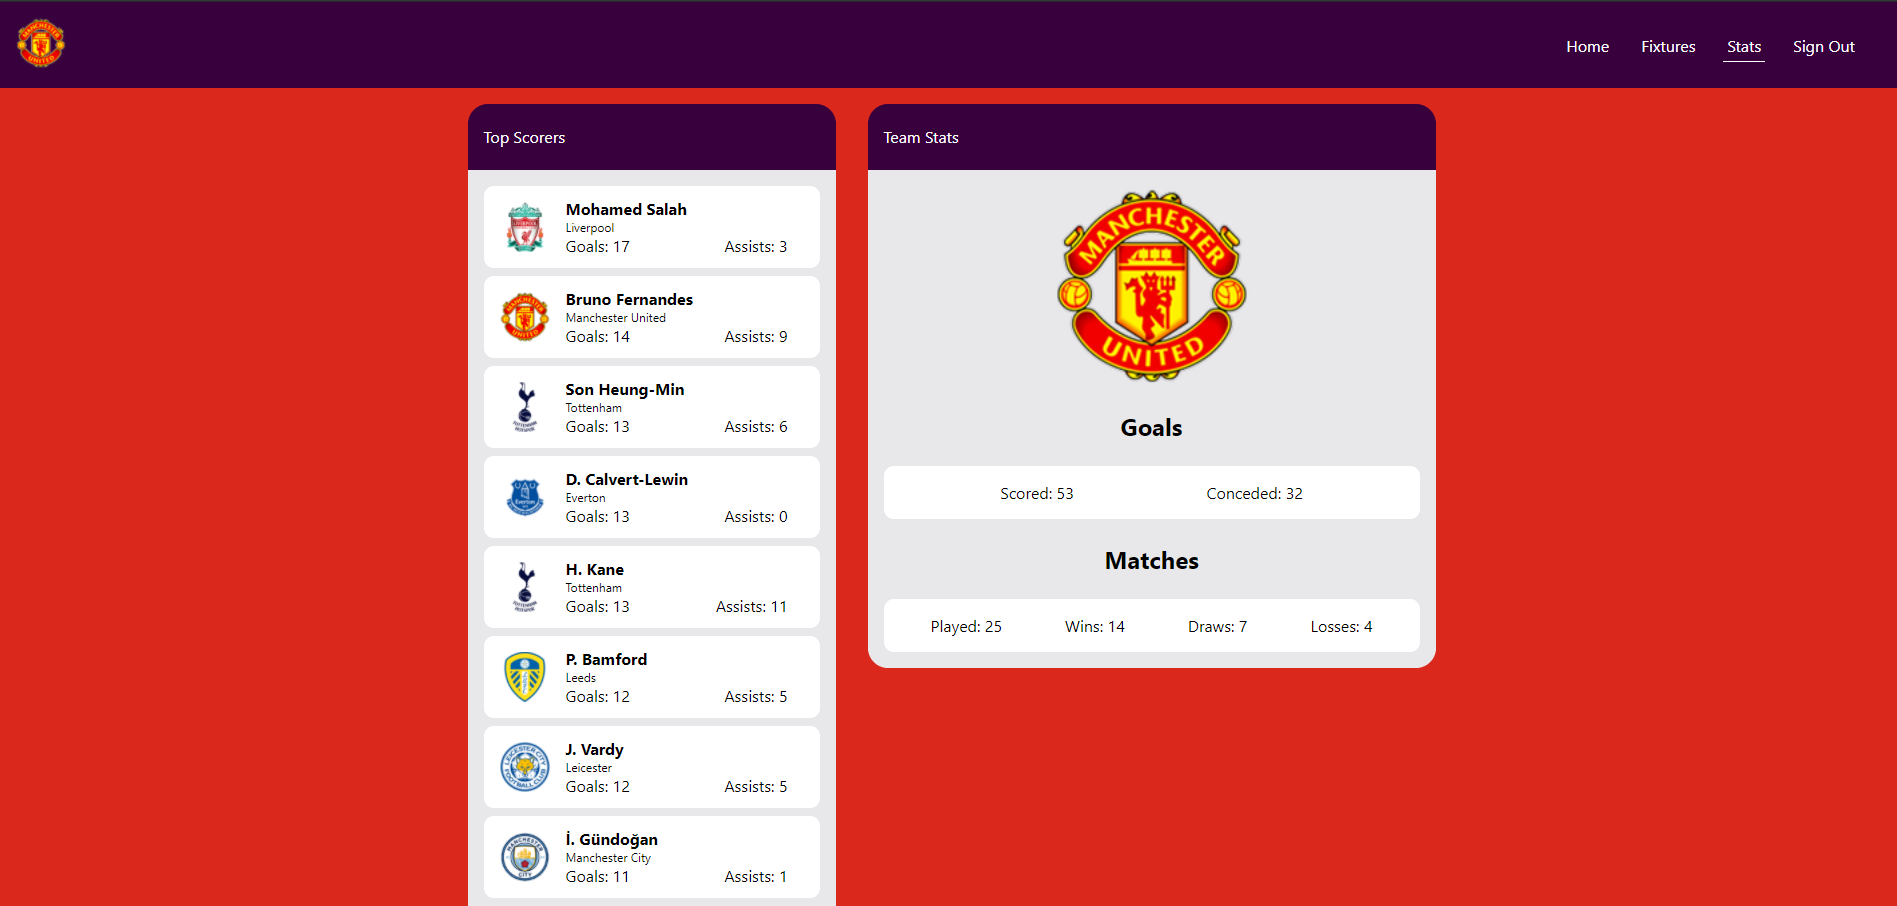 Home Fixtures Stats Sign Out
Top Scorers
Mohamed Salah
Liverpool
Goals: 17 Assists: 3
Bruno Fernandes
Manchester United
Goals: 14 Assists: 9
Son Heung-Min
Tottenham
Goals: 13 Assists: 6
D. Calvert-Lewin
Everton
Goals: 13 Assists: 0
H. Kane
Tottenham
Goals: 13 Assists: 11
P. Bamford
Leeds
Goals: 12 Assists: 5
J. Vardy
Leicester
Goals: 12 Assists: 5
İ. Gündoğan
Manchester City
Goals: 11 Assists: 1
Team Stats
MANCHESTER
UNITED
Goals
Scored: 53 Conceded: 32
Matches
Played: 25 Wins: 14 Draws: 7 Losses: 4